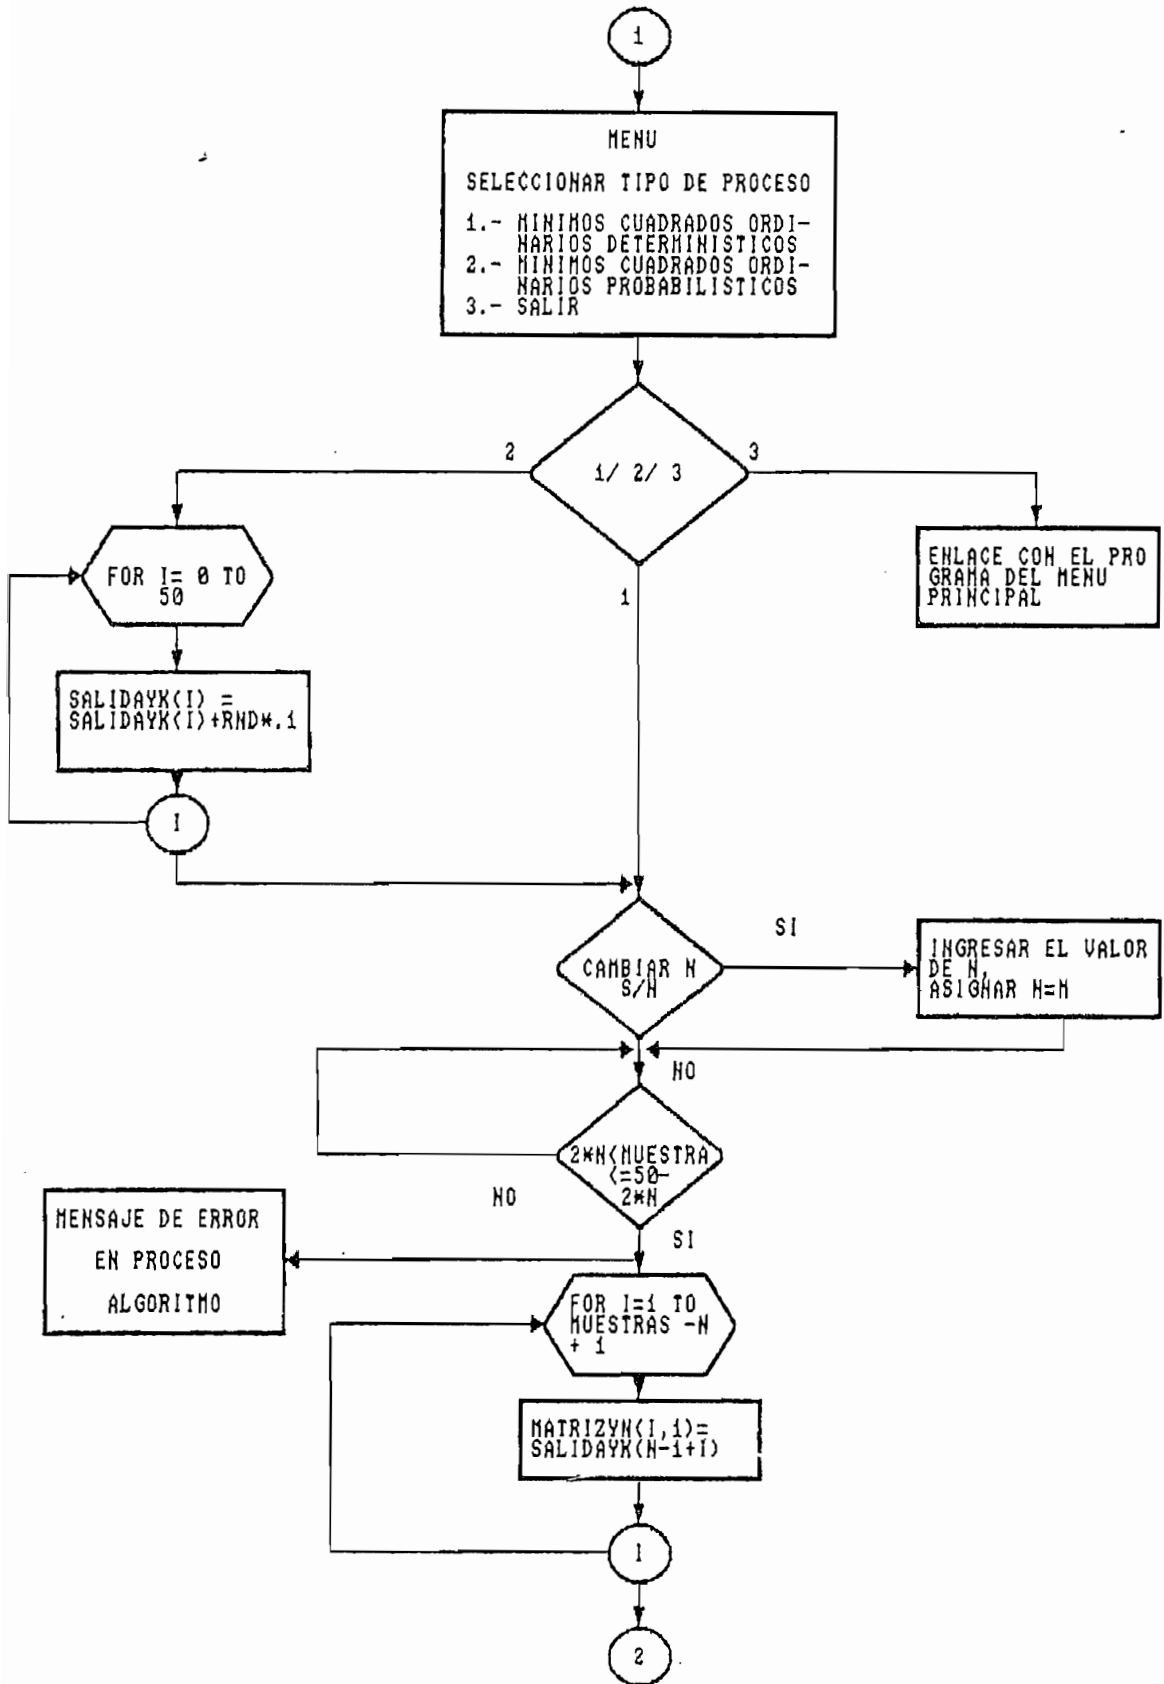 1
MENU
SELECCIONAR TIPO DE PROCESO
1.- MINIMOS CUADRADOS ORDI-
NARIOS DETERMINISTICOS
2.- MINIMOS CUADRADOS ORDI-
NARIOS PROBABILISTICOS
3.- SALIR
2
1/ 2/ 3
3
1
FOR I= 0 TO
50
ENLACE CON EL PRO
GRAMA DEL MENU
PRINCIPAL
SALIDAYK(I) =
SALIDAYK(I)+RND*.1
I
CAMBIAR N
S/N
SI
INGRESAR EL VALOR
DE N,
ASIGNAR N=M
NO
2*N<MUESTRA
<=50-
2*N
NO
SI
MENSAJE DE ERROR
EN PROCESO
ALGORITMO
FOR I=1 TO
MUESTRAS -N
+ 1
MATRIZYN(I,1)=
SALIDAYK(N-1+I)
I
2